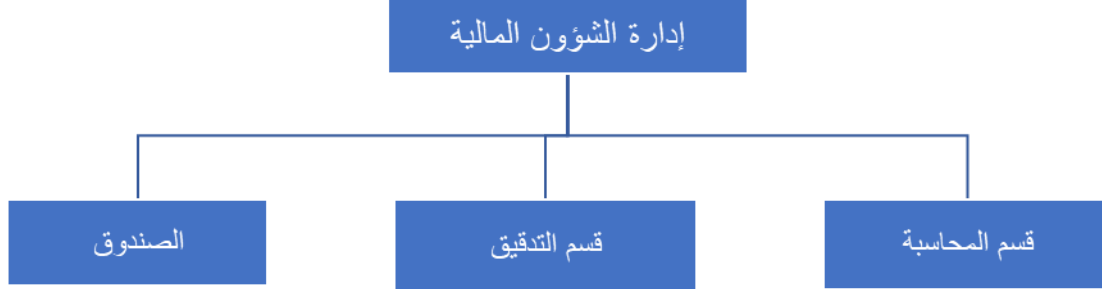 إدارة الشؤون المالية
قسم المحاسبة
قسم التدقيق
الصندوق